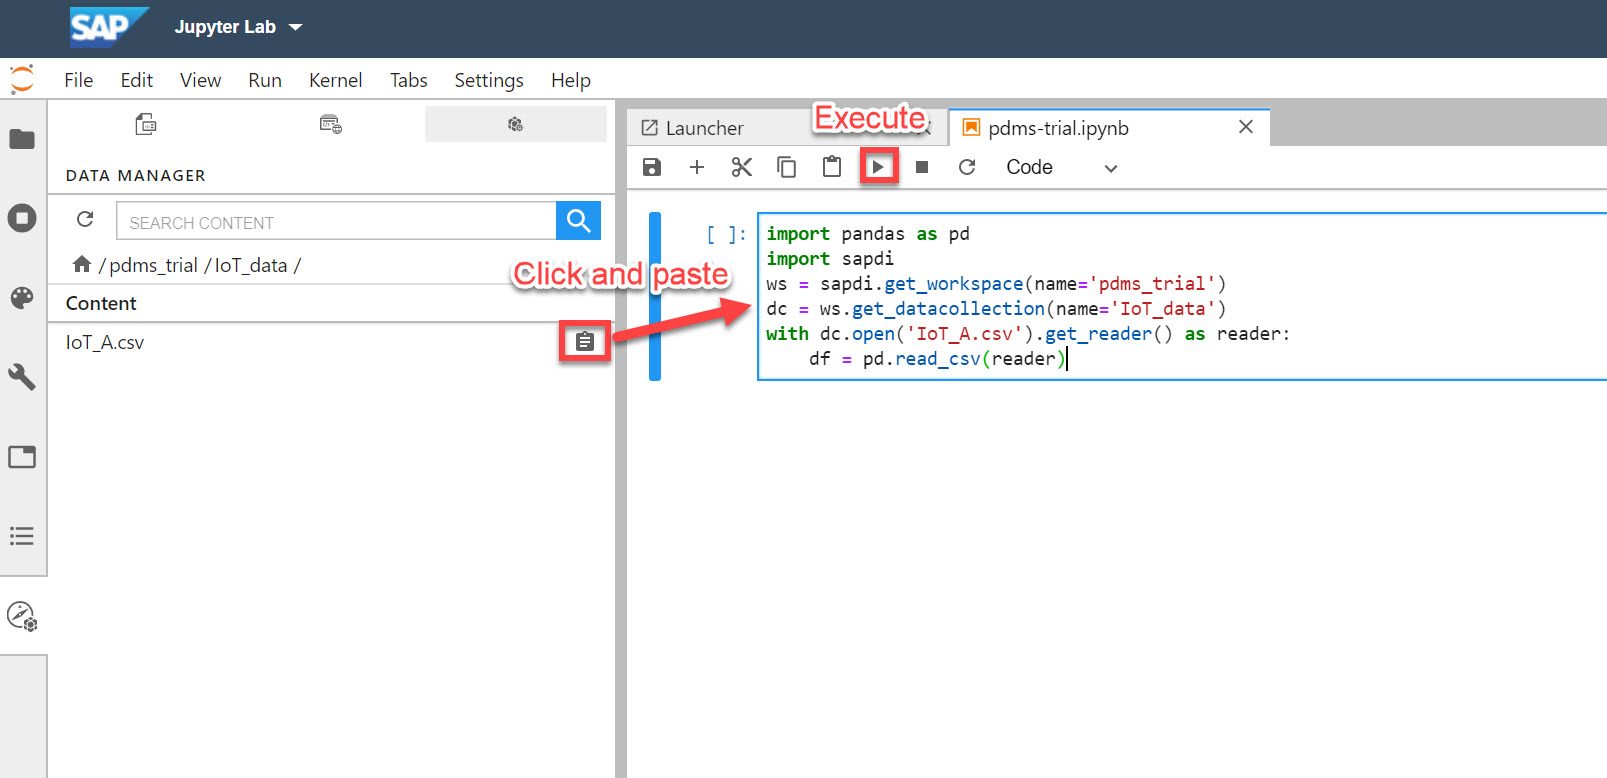 SAP Jupyter Lab
File Edit View Run Kernel Tabs Settings Help
DATA MANAGER
SEARCH CONTENT
/ pdms_trial / IoT_data /
Content
IoT_A.csv
Click and paste
Launcher
Execute
pdms-trial.ipynb
Code
[ ]:
import pandas as pd
import sapdi
ws = sapdi.get_workspace(name='pdms_trial')
dc = ws.get_datacollection(name='IoT_data')
with dc.open('IoT_A.csv').get_reader() as reader:
    df = pd.read_csv(reader)